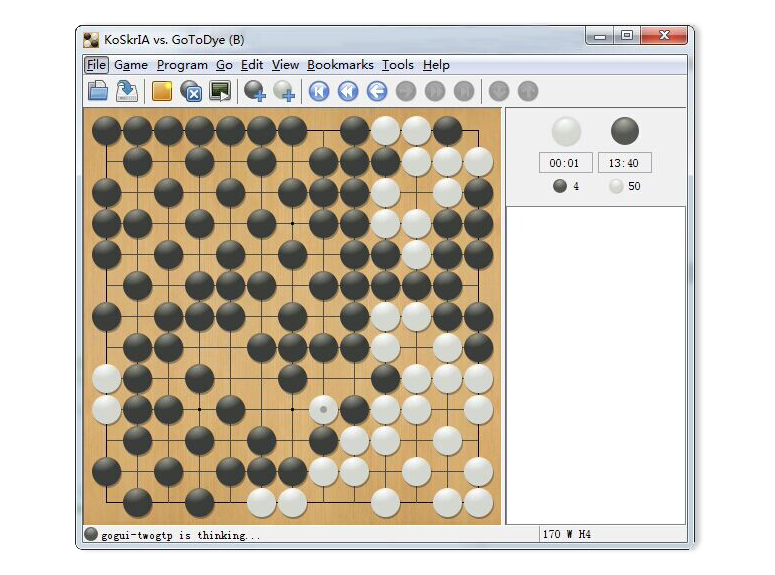 KoSkrIA vs. GoToDye (B)
File Game Program Go Edit View Bookmarks Tools Help
00:01 13:40
4 50
gogui-twogtp is thinking... 170 W H4